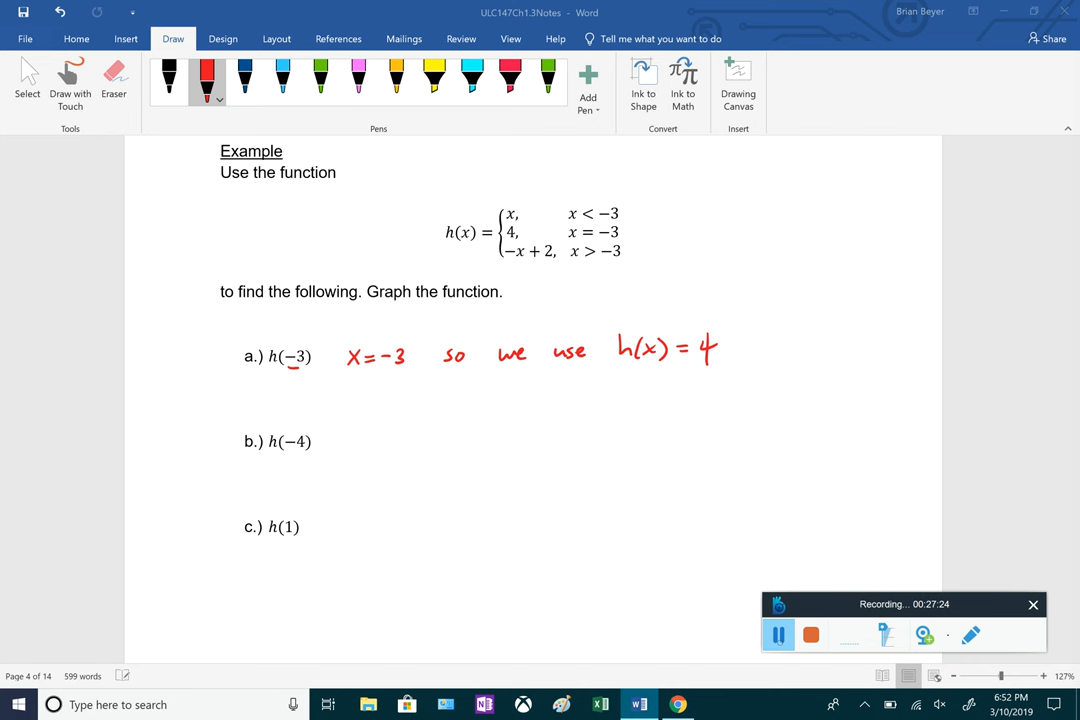 ULC147Ch1.3Notes - Word
Brian Beyer
File Home Insert Draw Design Layout References Mailings Review View Help Tell me what you want to do Share
Select Draw with Touch Eraser Add Pen Ink to Shape Ink to Math Drawing Canvas
Tools Pens Convert Insert
Example
Use the function
h(x) = { x, x < −3
4, x = −3
−x + 2, x > −3
to find the following. Graph the function.
a.) h(−3) x = -3 so we use h(x) = 4
b.) h(−4)
c.) h(1)
Recording... 00:27:24
Page 4 of 14 599 words 127%
Type here to search
6:52 PM
3/10/2019